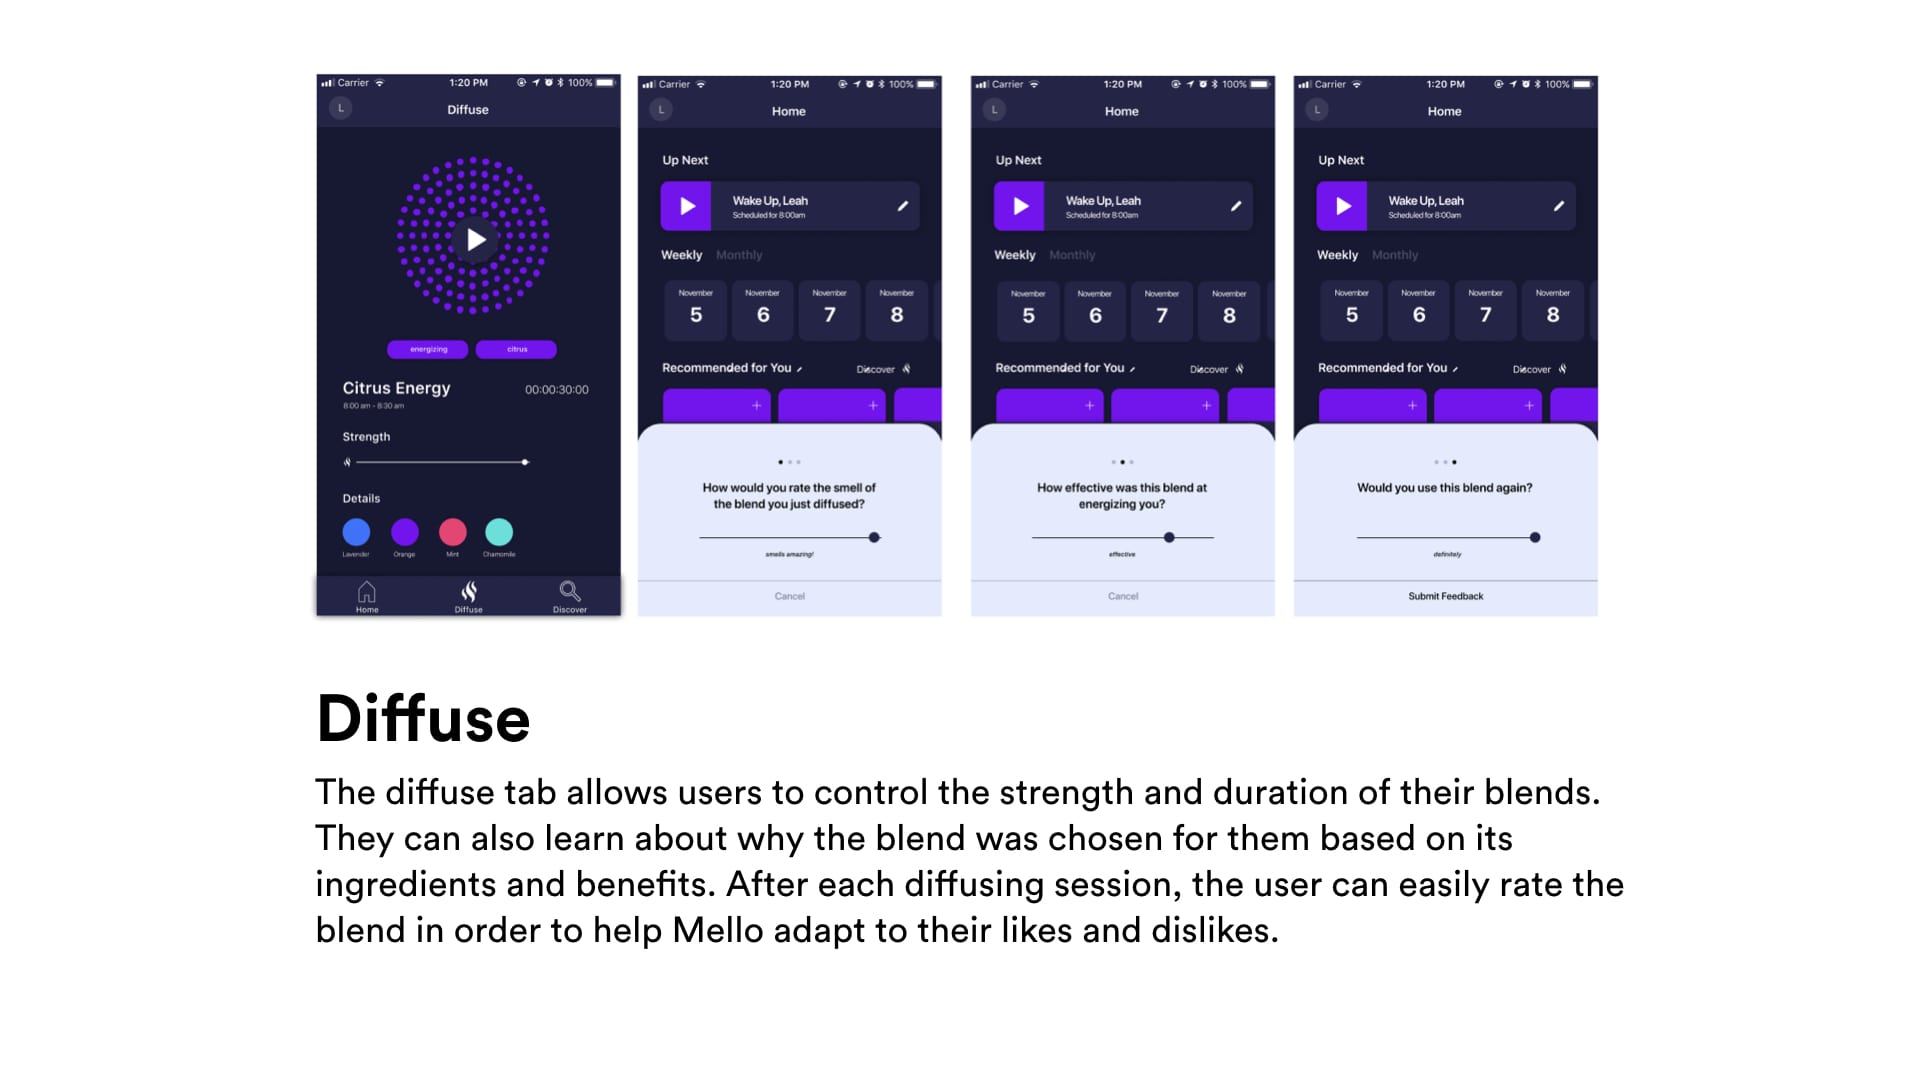 Carrier 1:20 PM 100%
L Diffuse
energizing citrus
Citrus Energy 00:00:30:00
8:00 am - 8:30 am
Strength
Details
Lavender Orange Mint Chamomile
Home Diffuse Discover
Carrier 1:20 PM 100%
L Home
Up Next
Wake Up, Leah
Scheduled for 8:00am
Weekly Monthly
November November November November
5 6 7 8
Recommended for You Discover
+ +
How would you rate the smell of
the blend you just diffused?
smells amazing!
Cancel
Carrier 1:20 PM 100%
L Home
Up Next
Wake Up, Leah
Scheduled for 8:00am
Weekly Monthly
November November November November
5 6 7 8
Recommended for You Discover
+ +
How effective was this blend at
energizing you?
effective
Cancel
Carrier 1:20 PM 100%
L Home
Up Next
Wake Up, Leah
Scheduled for 8:00am
Weekly Monthly
November November November November
5 6 7 8
Recommended for You Discover
+ +
Would you use this blend again?
definitely
Submit Feedback
Diffuse
The diffuse tab allows users to control the strength and duration of their blends.
They can also learn about why the blend was chosen for them based on its
ingredients and benefits. After each diffusing session, the user can easily rate the
blend in order to help Mello adapt to their likes and dislikes.